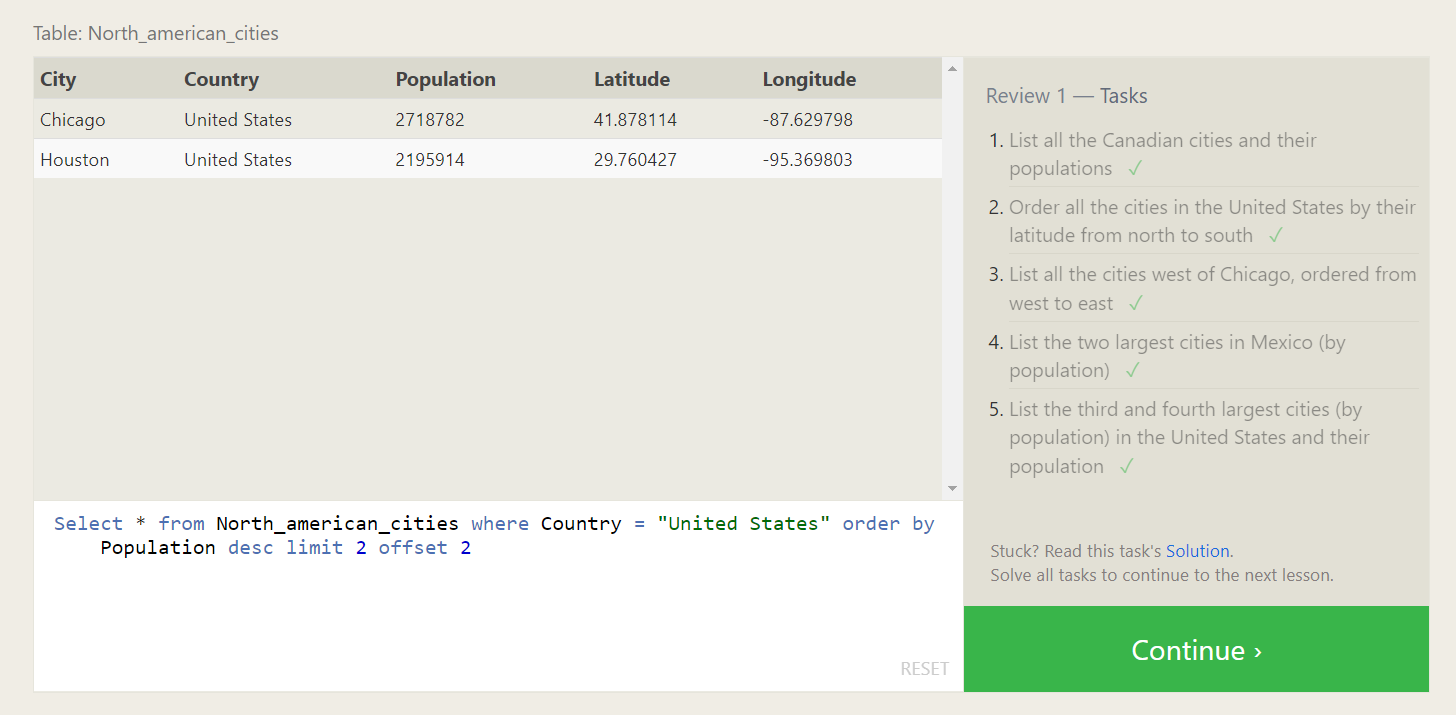 Table: North_american_cities
City Country Population Latitude Longitude
Chicago United States 2718782 41.878114 -87.629798
Houston United States 2195914 29.760427 -95.369803
Select * from North_american_cities where Country = "United States" order by
Population desc limit 2 offset 2
RESET
Review 1 — Tasks
1. List all the Canadian cities and their
populations ✓
2. Order all the cities in the United States by their
latitude from north to south ✓
3. List all the cities west of Chicago, ordered from
west to east ✓
4. List the two largest cities in Mexico (by
population) ✓
5. List the third and fourth largest cities (by
population) in the United States and their
population ✓
Stuck? Read this task's Solution.
Solve all tasks to continue to the next lesson.
Continue ›